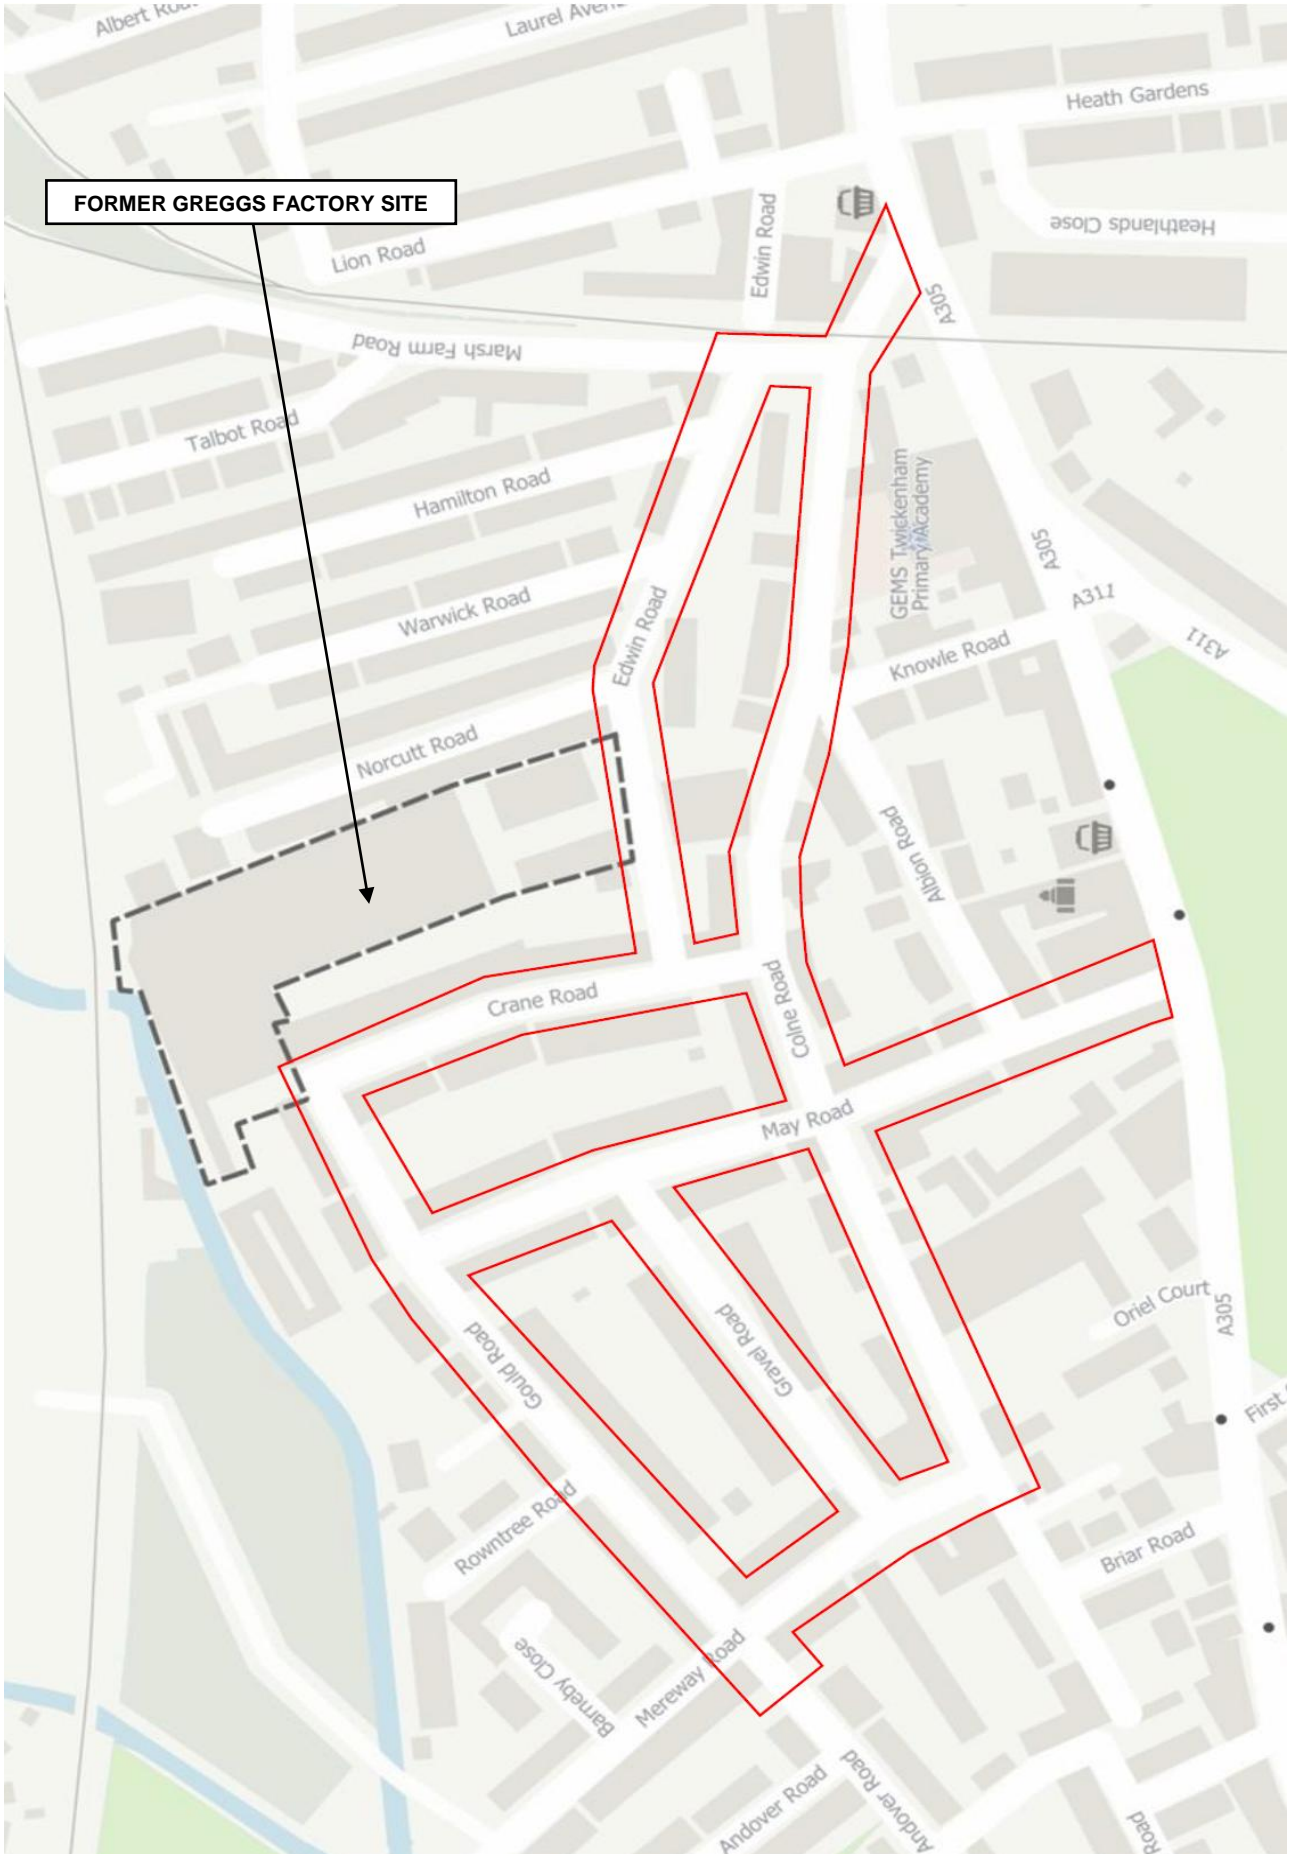 Albert
Laurel
Heath Gardens
FORMER GREGGS FACTORY SITE
Heathlands Close
Edwin Road
Lion Road
A305
Marsh Farm Road
Talbot Road
GEMS Twickenham
Primary Academy
Hamilton Road
A305
Warwick Road
A311
A311
Edwin Road
Knowle Road
Norcutt Road
Albion Road
Crane Road
Colne Road
May Road
Oriel Court
A305
Gravel Road
Gould Road
First
Rowntree Road
Briar Road
Barneby Close
Mereway Road
Andover Road
Andover Road
Road